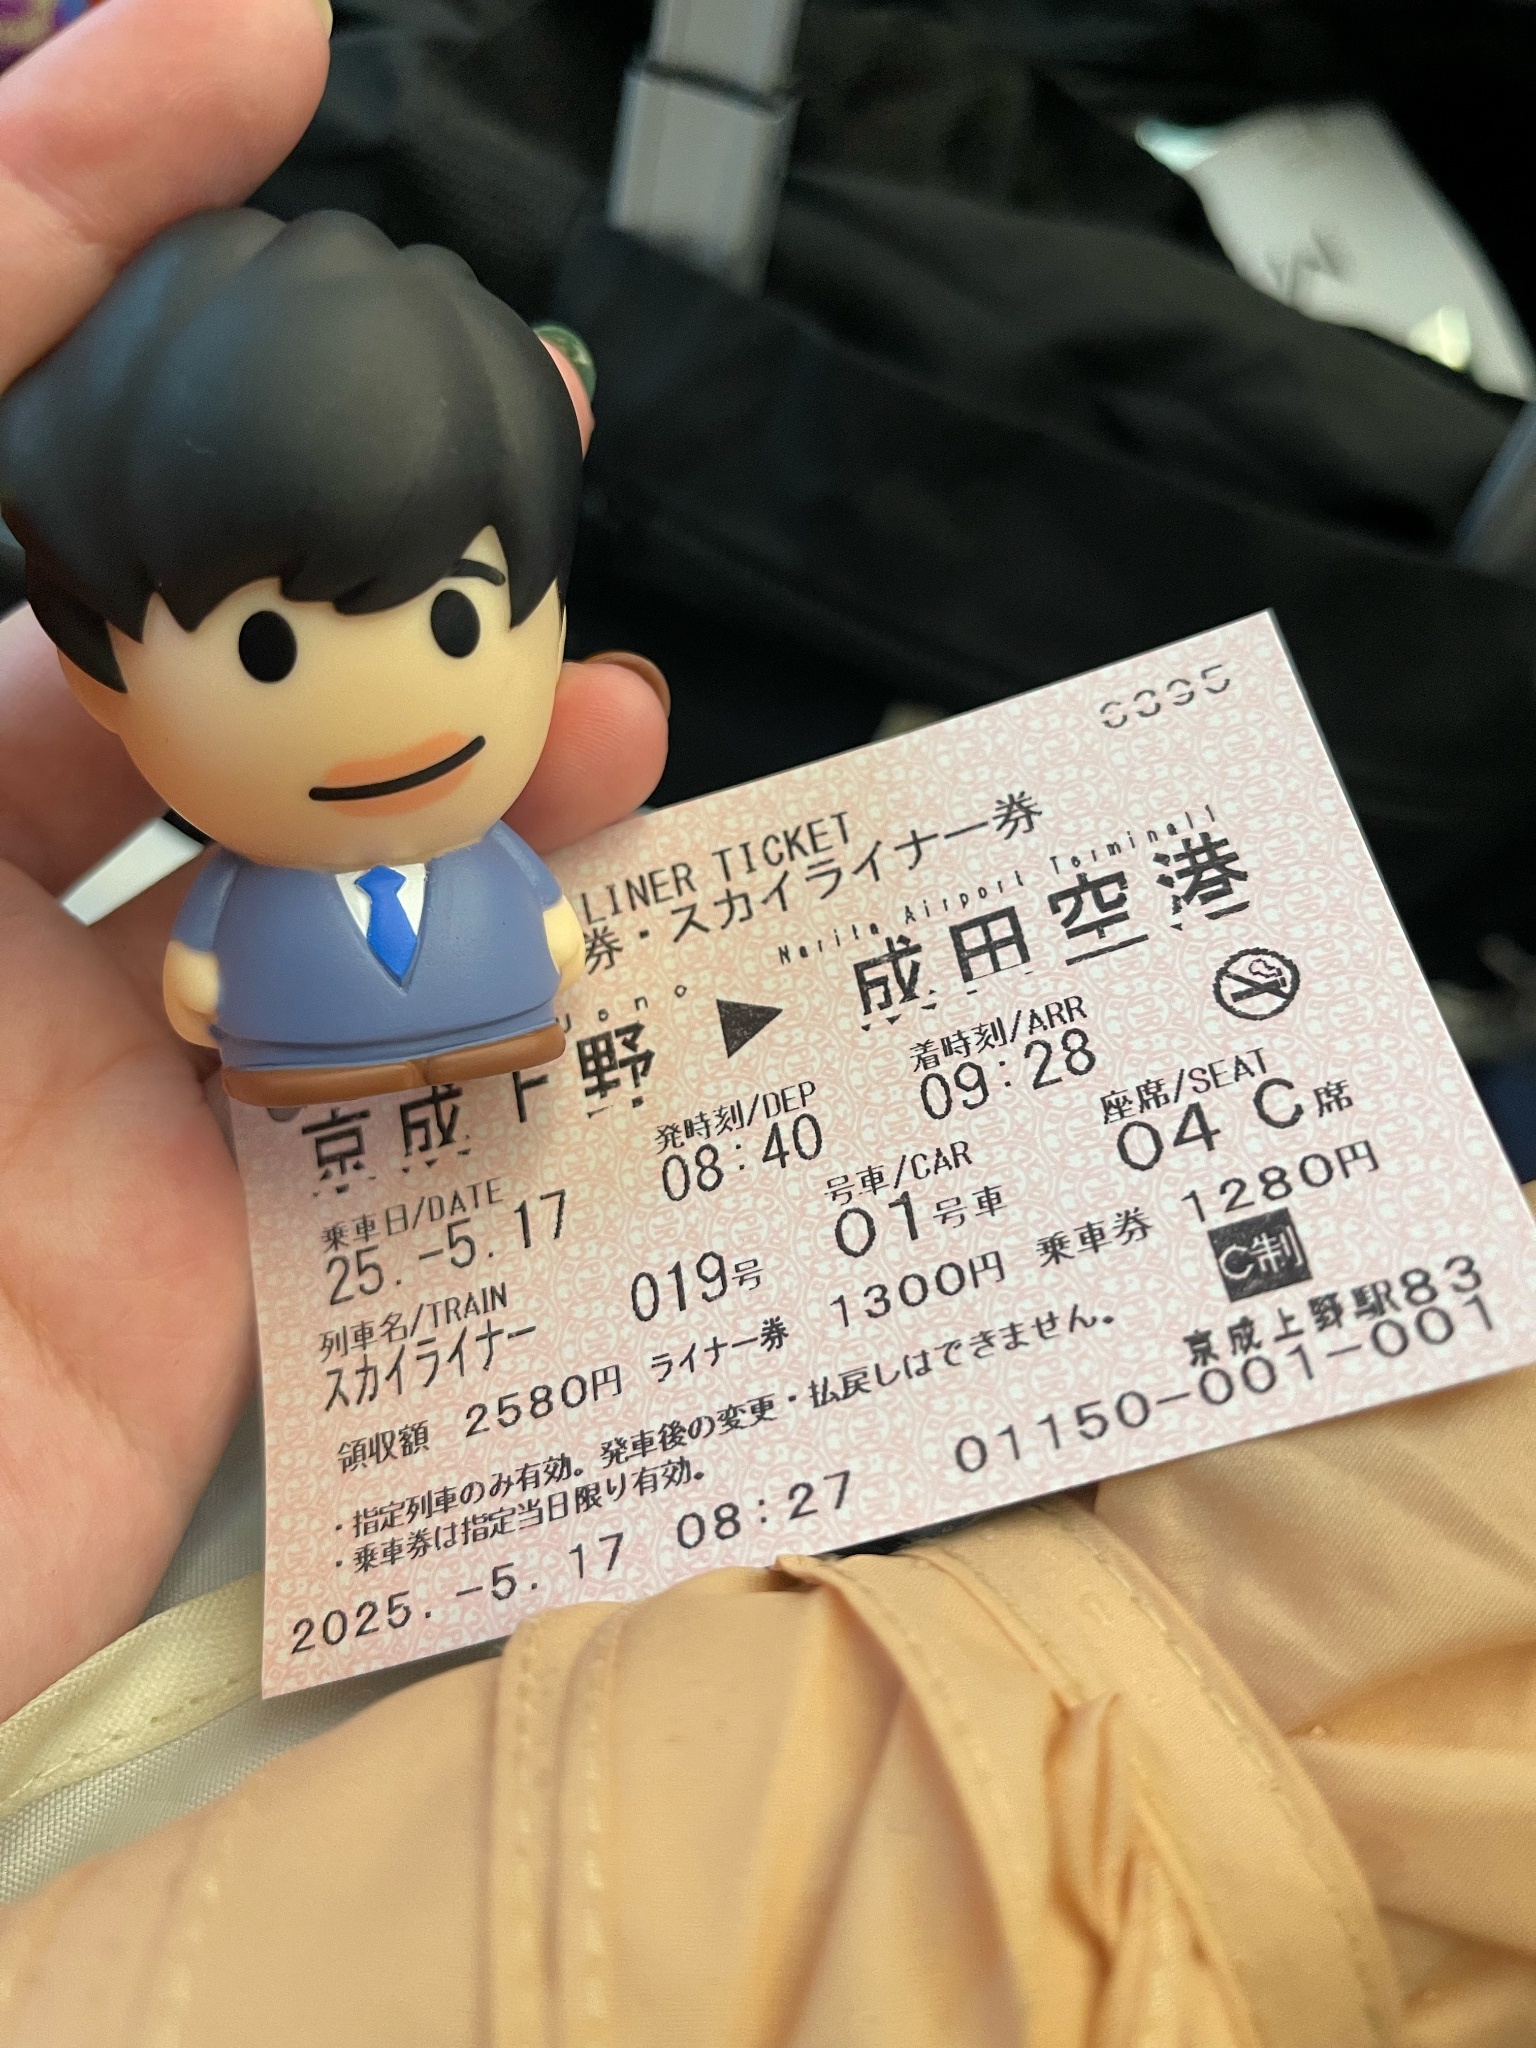 0395
LINER TICKET
券・スカイライナー券
Ueno Narita Airport Terminal1
京成上野 ▶ 成田空港
乗車日/DATE 発時刻/DEP 着時刻/ARR
25.-5.17 08:40 09:28
列車名/TRAIN 号車/CAR 座席/SEAT
スカイライナー 019号 01号車 04 C席
領収額 2580円 ライナー券 1300円 乗車券 1280円
・指定列車のみ有効。発車後の変更・払戻しはできません。
・乗車券は指定当日限り有効。
C制
京成上野駅83
2025.-5.17 08:27 01150-001-001